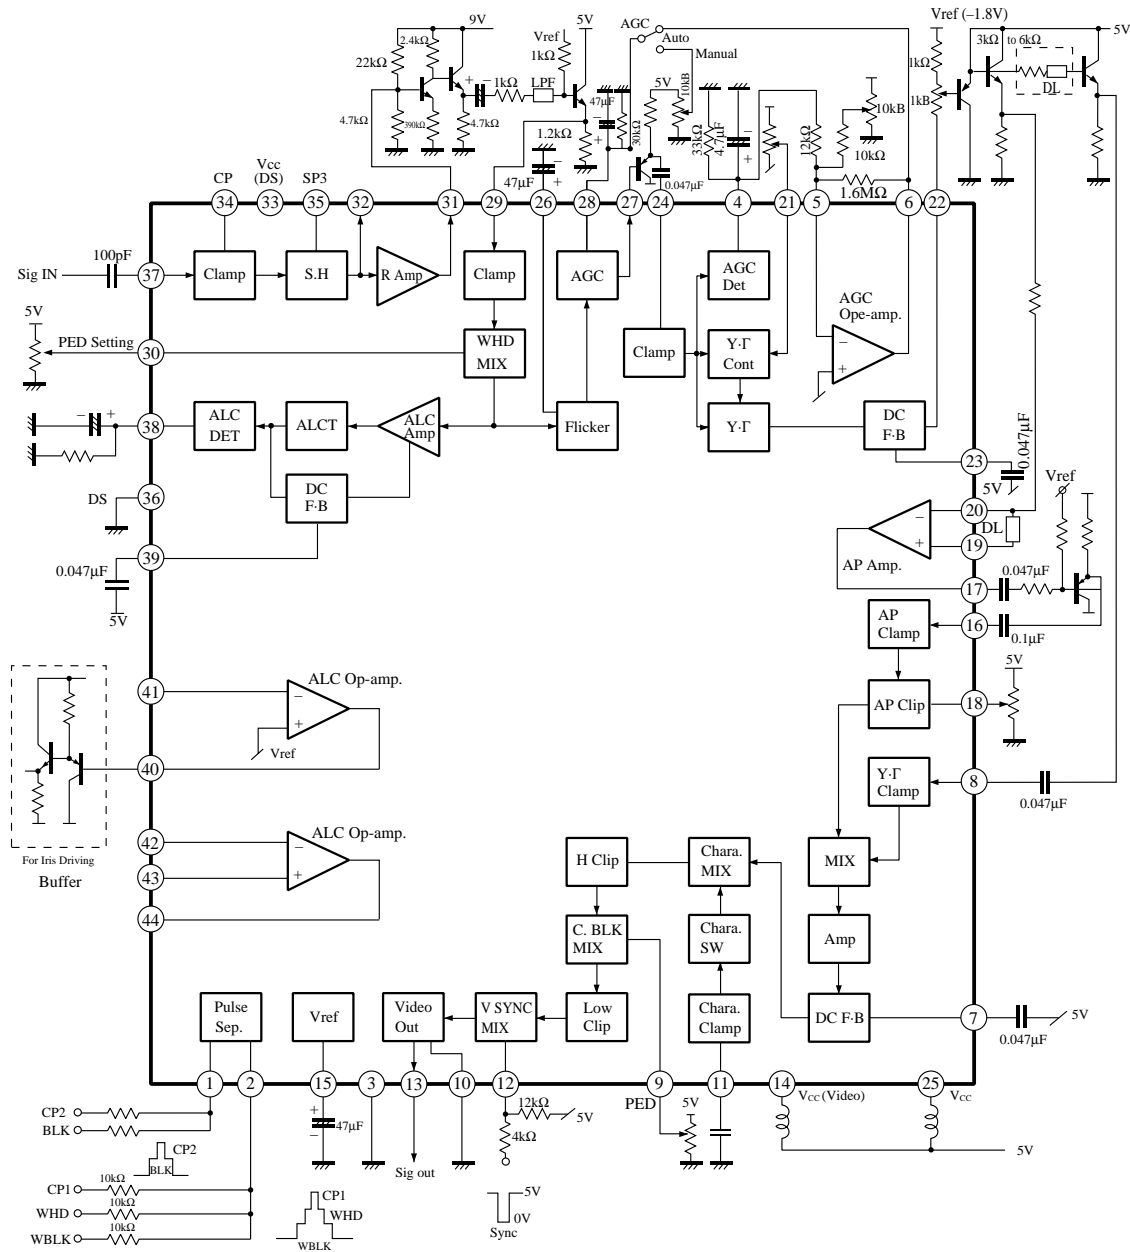 Vref (–1.8V)
9V
5V
AGC
Auto
Manual
5V
22kΩ
2.4kΩ
Vref
1kΩ
1kΩ
LPF
5V
10kB
3kΩ
to 6kΩ
DL
1kΩ
1kB
4.7kΩ
390kΩ
4.7kΩ
47µF
1.2kΩ
30kΩ
33kΩ
4.7µF
12kΩ
10kB
10kΩ
1.6MΩ
47µF
0.047µF
CP
Vcc
(DS)
SP3
34
33
35
32
31
29
26
28
27
24
4
21
5
6
22
Sig IN
100pF
37
Clamp
S.H
R Amp
Clamp
AGC
AGC
Det
AGC
Ope-amp.
5V
PED Setting
30
WHD
MIX
Clamp
Y·Γ
Cont
38
ALC
DET
ALCT
ALC
Amp
Flicker
Y·Γ
DC
F·B
23
5V
0.047µF
DS
36
DC
F·B
Vref
20
DL
19
39
0.047µF
5V
AP Amp.
17
0.047µF
16
0.1µF
AP
Clamp
41
ALC Op-amp.
Vref
AP Clip
18
5V
40
Y·Γ
Clamp
8
0.047µF
For Iris Driving
Buffer
42
43
44
ALC Op-amp.
H Clip
Chara.
MIX
MIX
C. BLK
MIX
Chara.
SW
Amp
Pulse
Sep.
Vref
Video
Out
V SYNC
MIX
Low
Clip
Chara.
Clamp
DC F·B
7
0.047µF
5V
1
2
15
3
13
10
12
9
11
14
25
PED
VCC (Video)
VCC
CP2
BLK
47µF
12kΩ
5V
4kΩ
5V
5V
CP2
BLK
Sig out
CP1
10kΩ
WHD
10kΩ
WBLK
10kΩ
CP1
WHD
WBLK
5V
0V
Sync